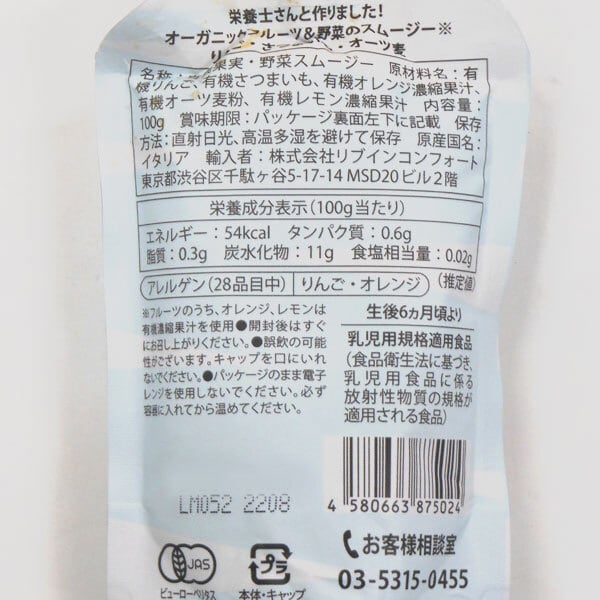 栄養士さんと作りました!
オーガニックフルーツ&野菜のスムージー※
オーツ麦
名称: 果実・野菜スムージー 原材料名:有
機りんご、有機さつまいも、有機オレンジ濃縮果汁、
有機オーツ麦粉、有機レモン濃縮果汁 内容量:
100g 賞味期限:パッケージ裏面左下に記載 保存
方法:直射日光、高温多湿を避けて保存 原産国名:
イタリア 輸入者:株式会社リブインコンフォート
東京都渋谷区千駄ヶ谷5-17-14 MSD20ビル2階
栄養成分表示(100g当たり)
エネルギー:54kcal タンパク質:0.6g
脂質:0.3g 炭水化物:11g 食塩相当量:0.02g
アレルゲン(28品目中) りんご・オレンジ (推定値)
※フルーツのうち、オレンジ、レモンは
有機濃縮果汁を使用●開封後はすぐ
にお召し上がりください。●誤飲の可能
性がございます。キャップを口にいれ
ないでください。●パッケージのまま電子
レンジを使用しないでください。必ず
容器に入れてから温めてください。
生後6ヵ月頃より
乳児用規格適用食品
(食品衛生法に基づき、
乳児用食品に係る
放射性物質の規格が
適用される食品)
LM052 2208
4 580663 875024
JAS
ビューローベリタス
プラ
本体・キャップ
お客様相談室
03-5315-0455